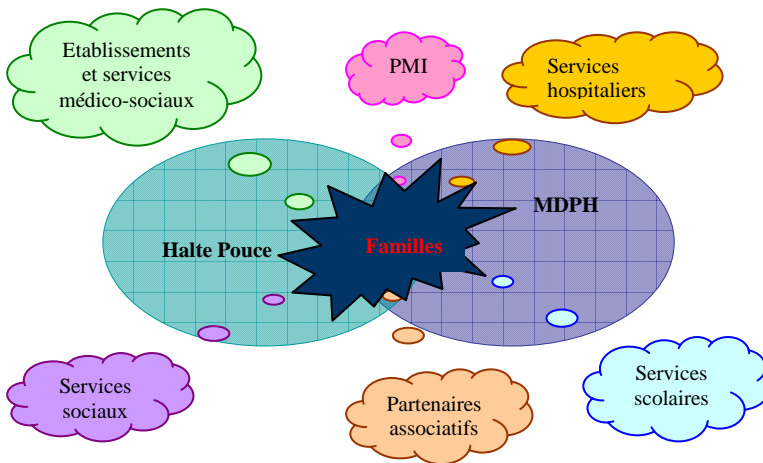 Etablissements
et services
médico-sociaux
PMI
Services
hospitaliers
MDPH
Halte Pouce
Familles
Services
sociaux
Partenaires
associatifs
Services
scolaires